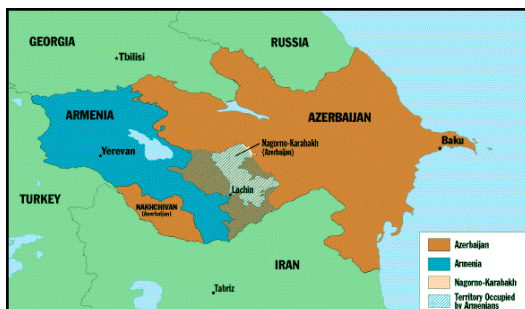 GEORGIA
RUSSIA
Tbilisi
ARMENIA
AZERBAIJAN
Nagorno-Karabakh
(Azerbaijan)
Baku
Yerevan
Lachin
TURKEY
NAKHCHIVAN
(Azerbaijan)
IRAN
Tabriz
Azerbaijan
Armenia
Nagorno-Karabakh
Territory Occupied
by Armenians